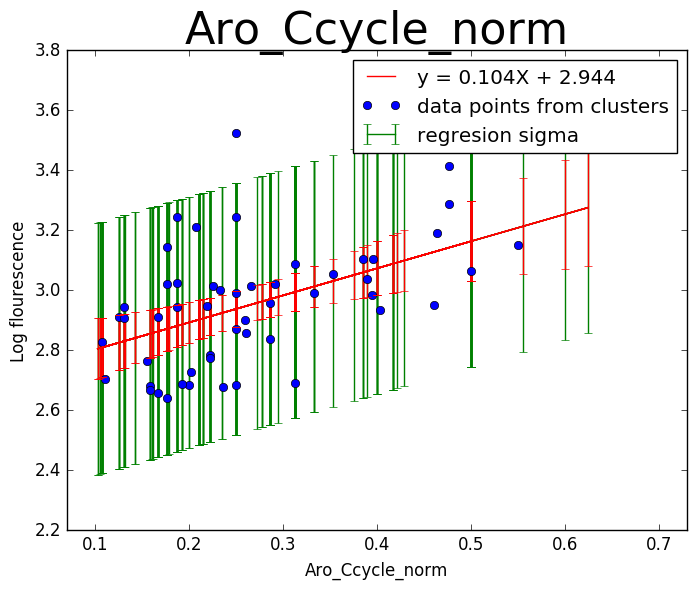 Aro_Ccycle_norm
y = 0.104X + 2.944
data points from clusters
regresion sigma
3.8
3.6
3.4
3.2
3.0
2.8
2.6
2.4
2.2
Log flourescence
0.1 0.2 0.3 0.4 0.5 0.6 0.7
Aro_Ccycle_norm